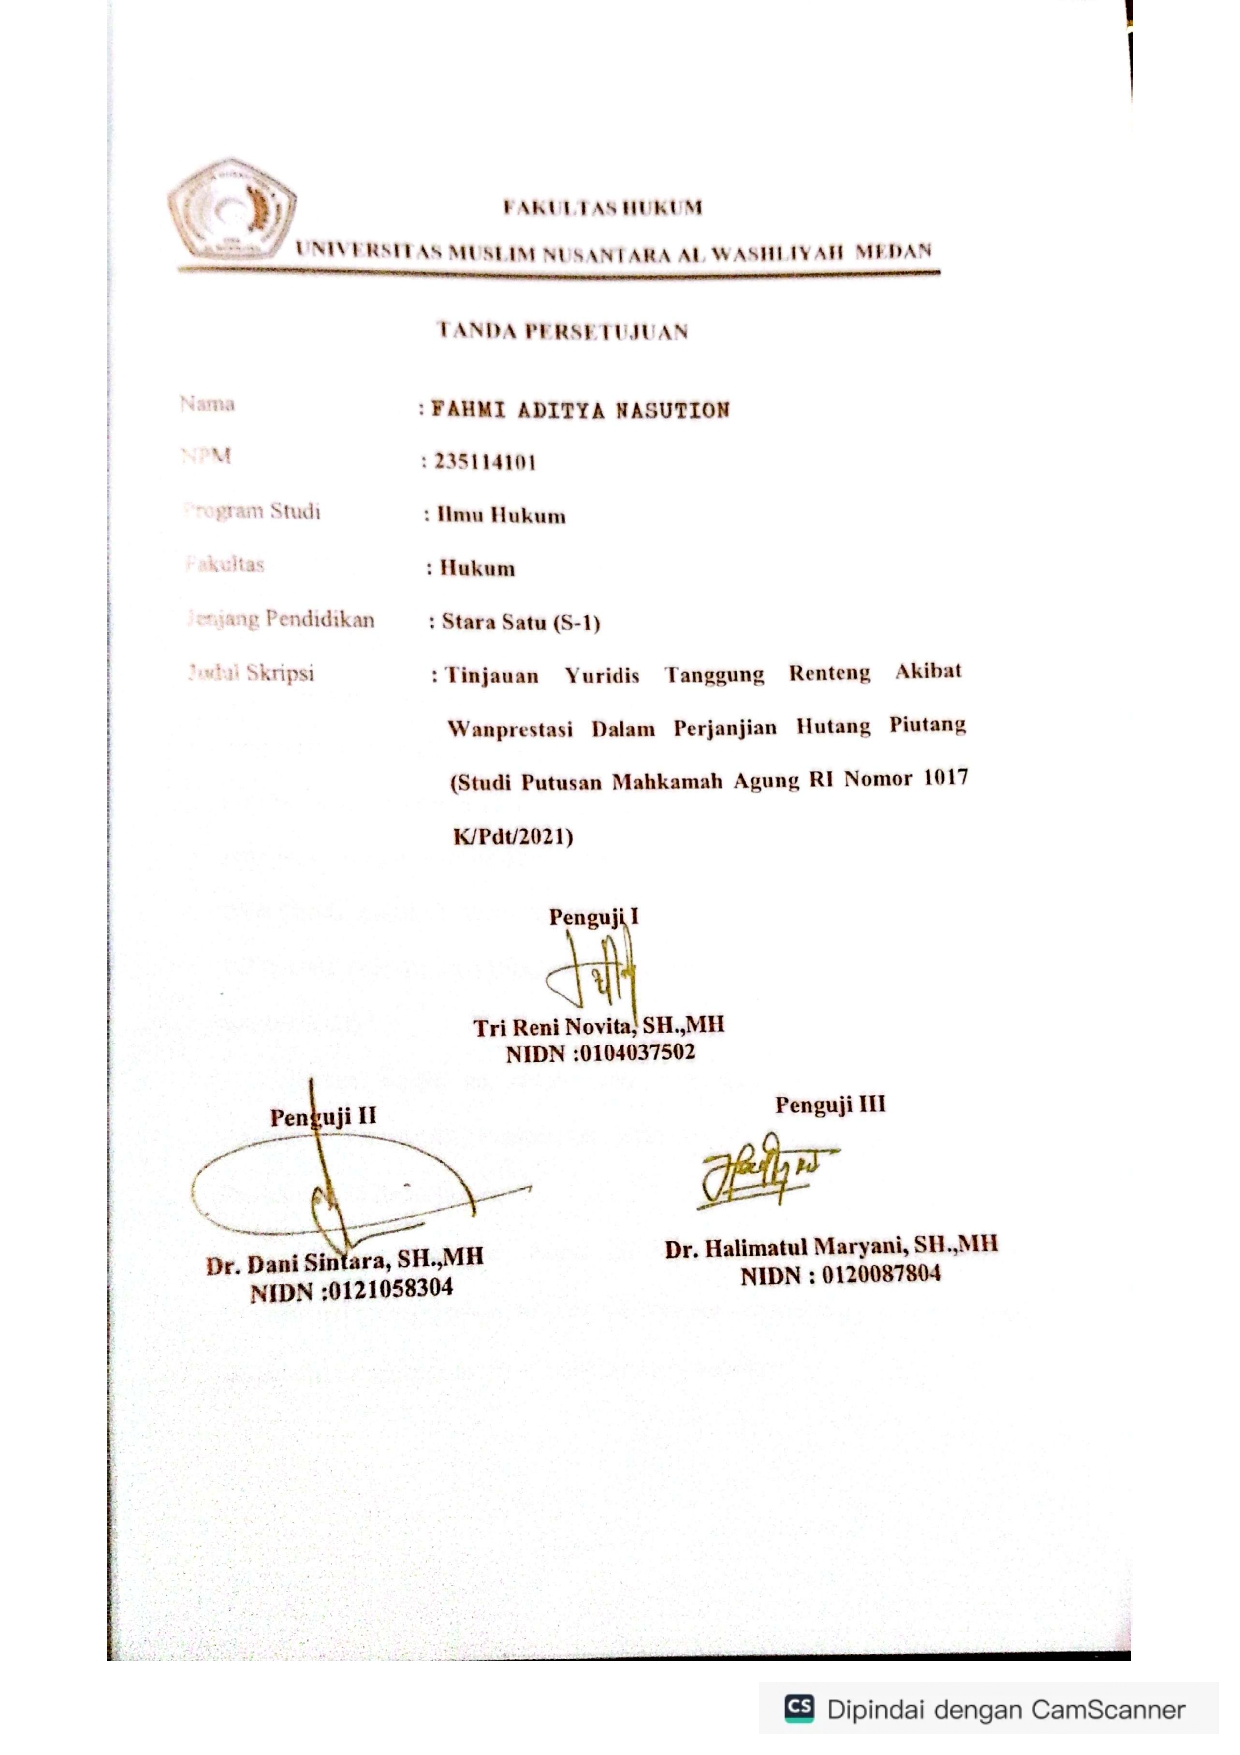 FAKULTAS HUKUM
UNIVERSITAS MUSLIM NUSANTARA AL WASHLIYAH MEDAN
TANDA PERSETUJUAN
Nama : FAHMI ADITYA NASUTION
NPM : 235114101
Program Studi : Ilmu Hukum
Fakultas : Hukum
Jenjang Pendidikan : Stara Satu (S-1)
Judul Skripsi : Tinjauan Yuridis Tanggung Renteng Akibat
Wanprestasi Dalam Perjanjian Hutang Piutang
(Studi Putusan Mahkamah Agung RI Nomor 1017
K/Pdt/2021)
Penguji I
Tri Reni Novita, SH.,MH
NIDN :0104037502
Penguji II
Dr. Dani Sintara, SH.,MH
NIDN :0121058304
Penguji III
Dr. Halimatul Maryani, SH.,MH
NIDN : 0120087804
CS Dipindai dengan CamScanner